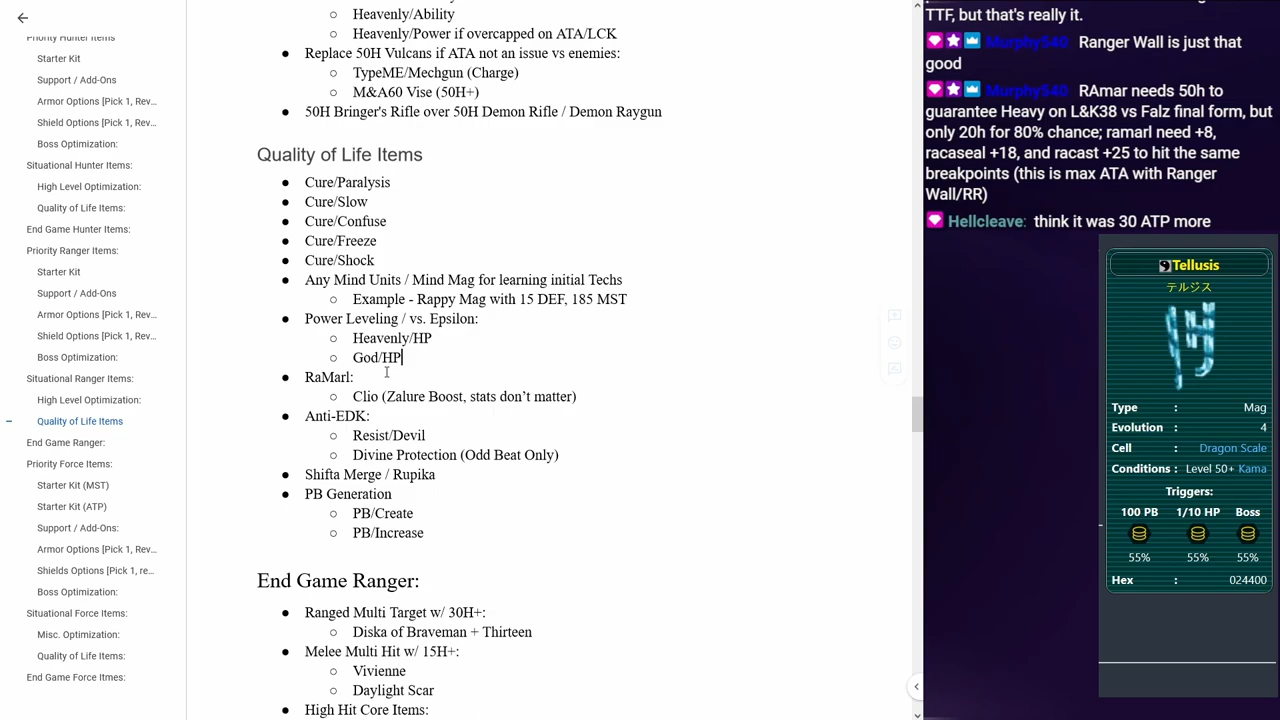 Priority Hunter Items
Starter Kit
Support / Add-Ons
Armor Options [Pick 1, Rev...
Shield Options [Pick 1, Rev...
Boss Optimization:
Situational Hunter Items:
High Level Optimization:
Quality of Life Items:
End Game Hunter Items:
Priority Ranger Items:
Starter Kit
Support / Add-Ons
Armor Options [Pick 1, Rev...
Shield Options [Pick 1, Rev...
Boss Optimization:
Situational Ranger Items:
High Level Optimization:
Quality of Life Items
End Game Ranger:
Priority Force Items:
Starter Kit (MST)
Starter Kit (ATP)
Support / Add-Ons:
Armor Options [Pick 1, Rev...
Shields Options [Pick 1, re...
Boss Optimization:
Situational Force Items:
Misc. Optimization:
Quality of Life Items:
End Game Force Itmes:
○ Heavenly/Ability
○ Heavenly/Power if overcapped on ATA/LCK
● Replace 50H Vulcans if ATA not an issue vs enemies:
○ TypeME/Mechgun (Charge)
○ M&A60 Vise (50H+)
● 50H Bringer's Rifle over 50H Demon Rifle / Demon Raygun
Quality of Life Items
● Cure/Paralysis
● Cure/Slow
● Cure/Confuse
● Cure/Freeze
● Cure/Shock
● Any Mind Units / Mind Mag for learning initial Techs
○ Example - Rappy Mag with 15 DEF, 185 MST
● Power Leveling / vs. Epsilon:
○ Heavenly/HP
○ God/HP
● RaMarl:
○ Clio (Zalure Boost, stats don’t matter)
● Anti-EDK:
○ Resist/Devil
○ Divine Protection (Odd Beat Only)
● Shifta Merge / Rupika
● PB Generation
○ PB/Create
○ PB/Increase
End Game Ranger:
● Ranged Multi Target w/ 30H+:
○ Diska of Braveman + Thirteen
● Melee Multi Hit w/ 15H+:
○ Vivienne
○ Daylight Scar
● High Hit Core Items:
TTF, but that's really it.
Murphy540 Ranger Wall is just that
good
Murphy540 RAmar needs 50h to
guarantee Heavy on L&K38 vs Falz final form, but
only 20h for 80% chance; ramarl need +8,
racaseal +18, and racast +25 to hit the same
breakpoints (this is max ATA with Ranger
Wall/RR)
Hellcleave: think it was 30 ATP more
Tellusis
テルジス
Type : Mag
Evolution : 4
Cell : Dragon Scale
Conditions : Level 50+ Kama
Triggers:
100 PB 1/10 HP Boss
55% 55% 55%
Hex : 024400